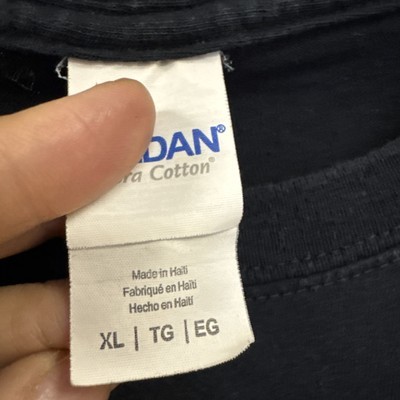 DAN®
ra Cotton®
Made in Haiti
Fabriqué en Haïti
Hecho en Haití
XL | TG | EG